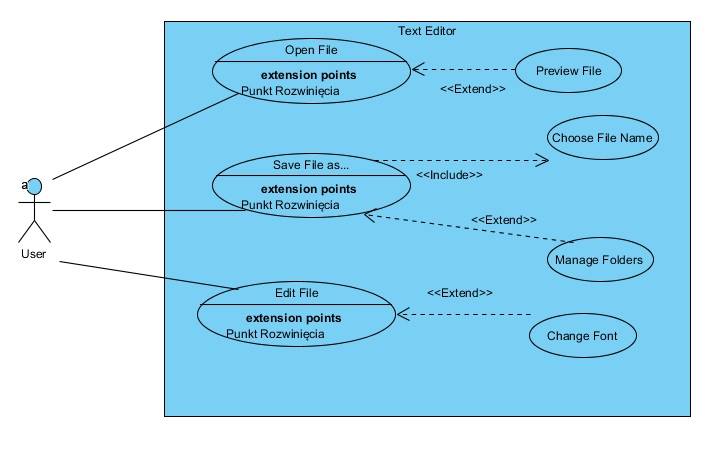 Text Editor
Open File
extension points
Punkt Rozwinięcia
Preview File
<<Extend>>
Choose File Name
Save File as...
<<Include>>
extension points
Punkt Rozwinięcia
a
User
<<Extend>>
Manage Folders
Edit File
<<Extend>>
extension points
Punkt Rozwinięcia
Change Font